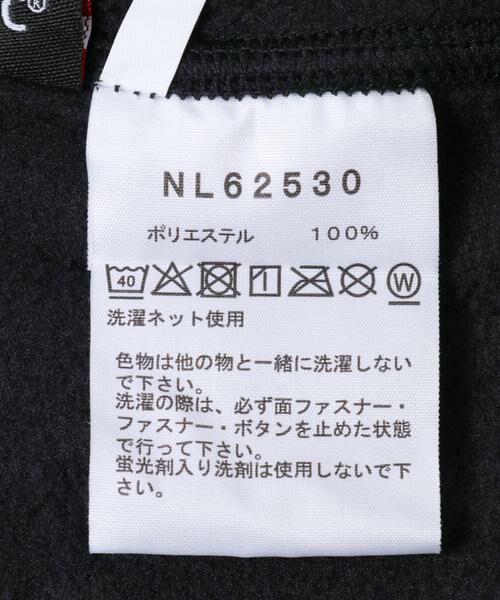 C®
NL62530
ポリエステル 100%
40 W
洗濯ネット使用
色物は他の物と一緒に洗濯しない
で下さい。
洗濯の際は、必ず面ファスナー・
ファスナー・ボタンを止めた状態
で行って下さい。
蛍光剤入り洗剤は使用しないで下
さい。